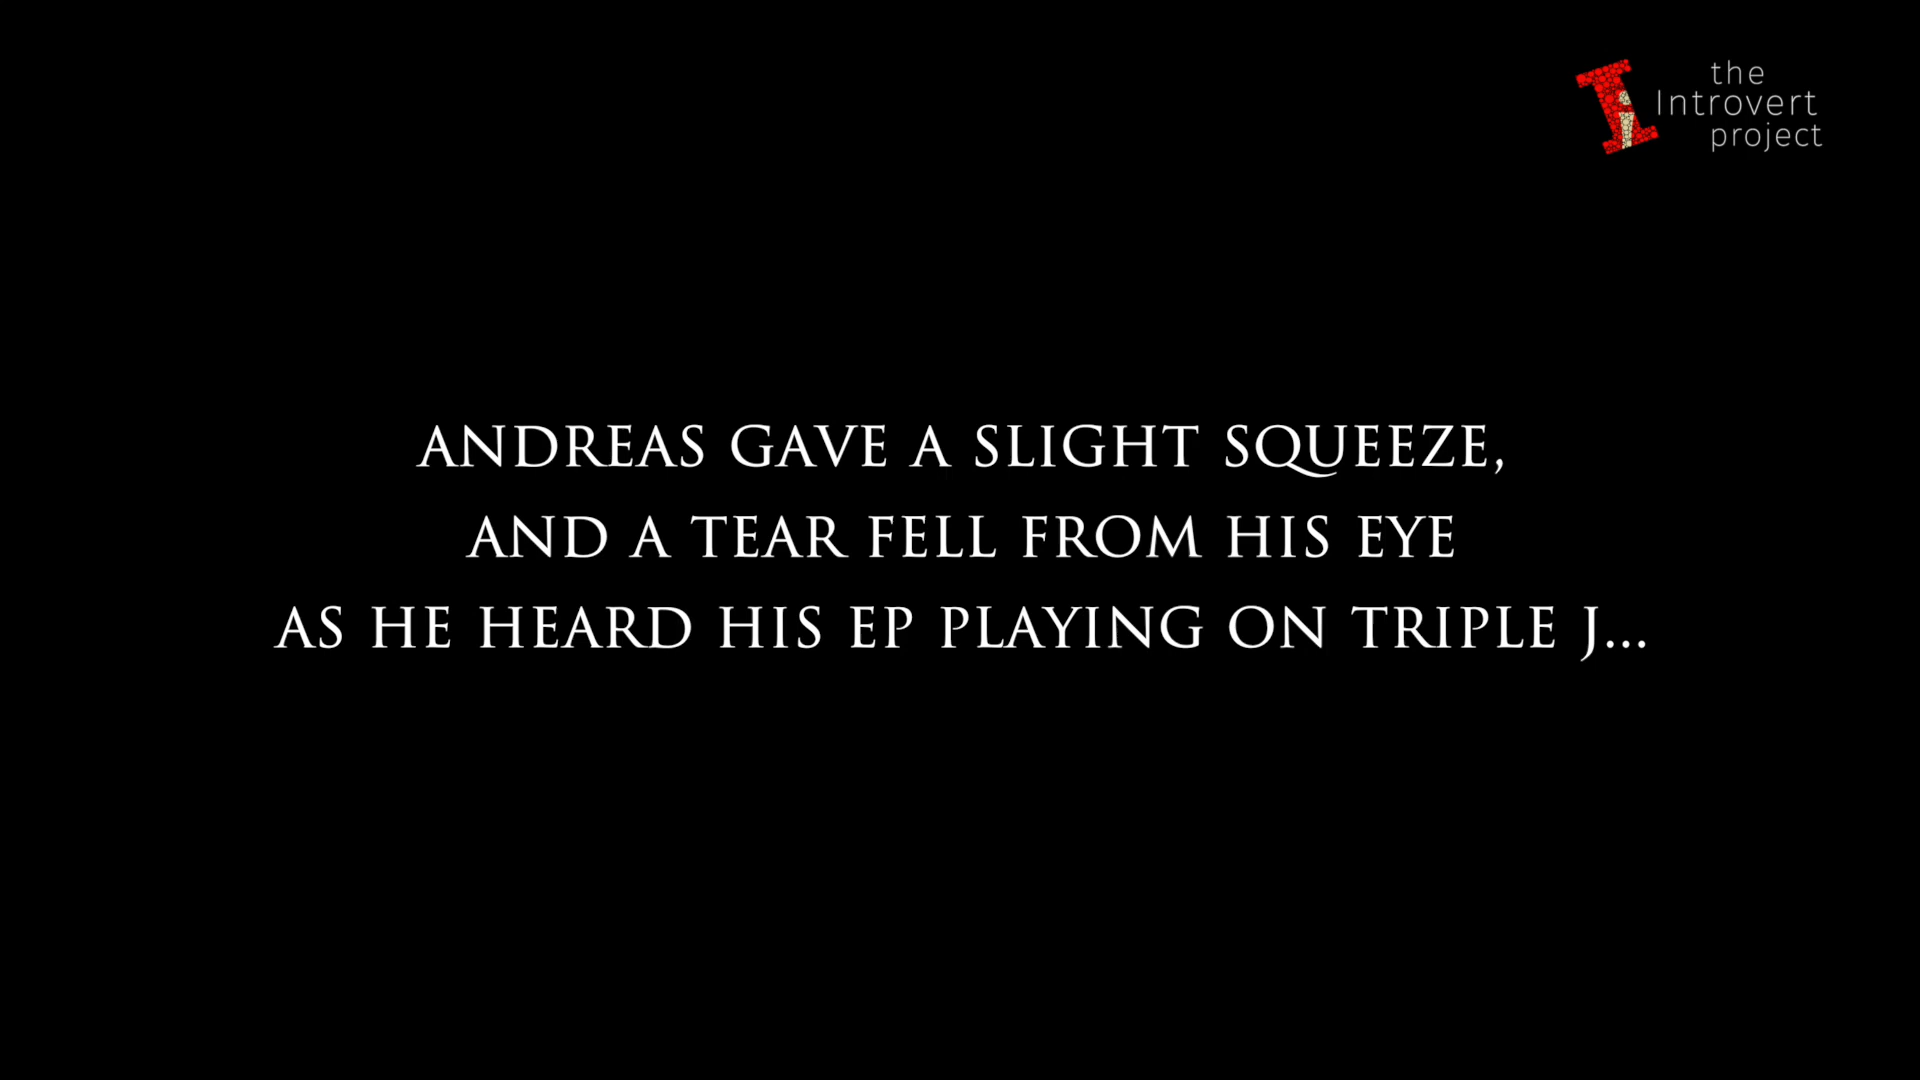 the
Introvert
project
ANDREAS GAVE A SLIGHT SQUEEZE,
AND A TEAR FELL FROM HIS EYE
AS HE HEARD HIS EP PLAYING ON TRIPLE J...